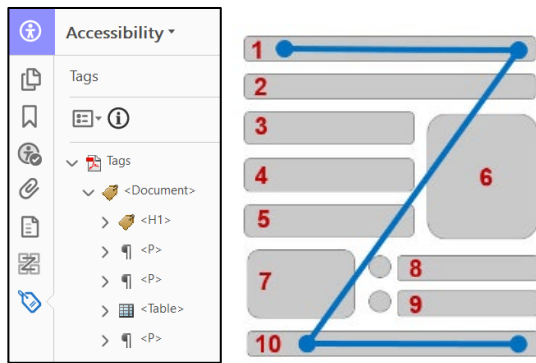 Accessibility
Tags
Tags
<Document>
<H1>
<P>
<P>
<Table>
<P>
1
2
3
4
5
6
7
8
9
10